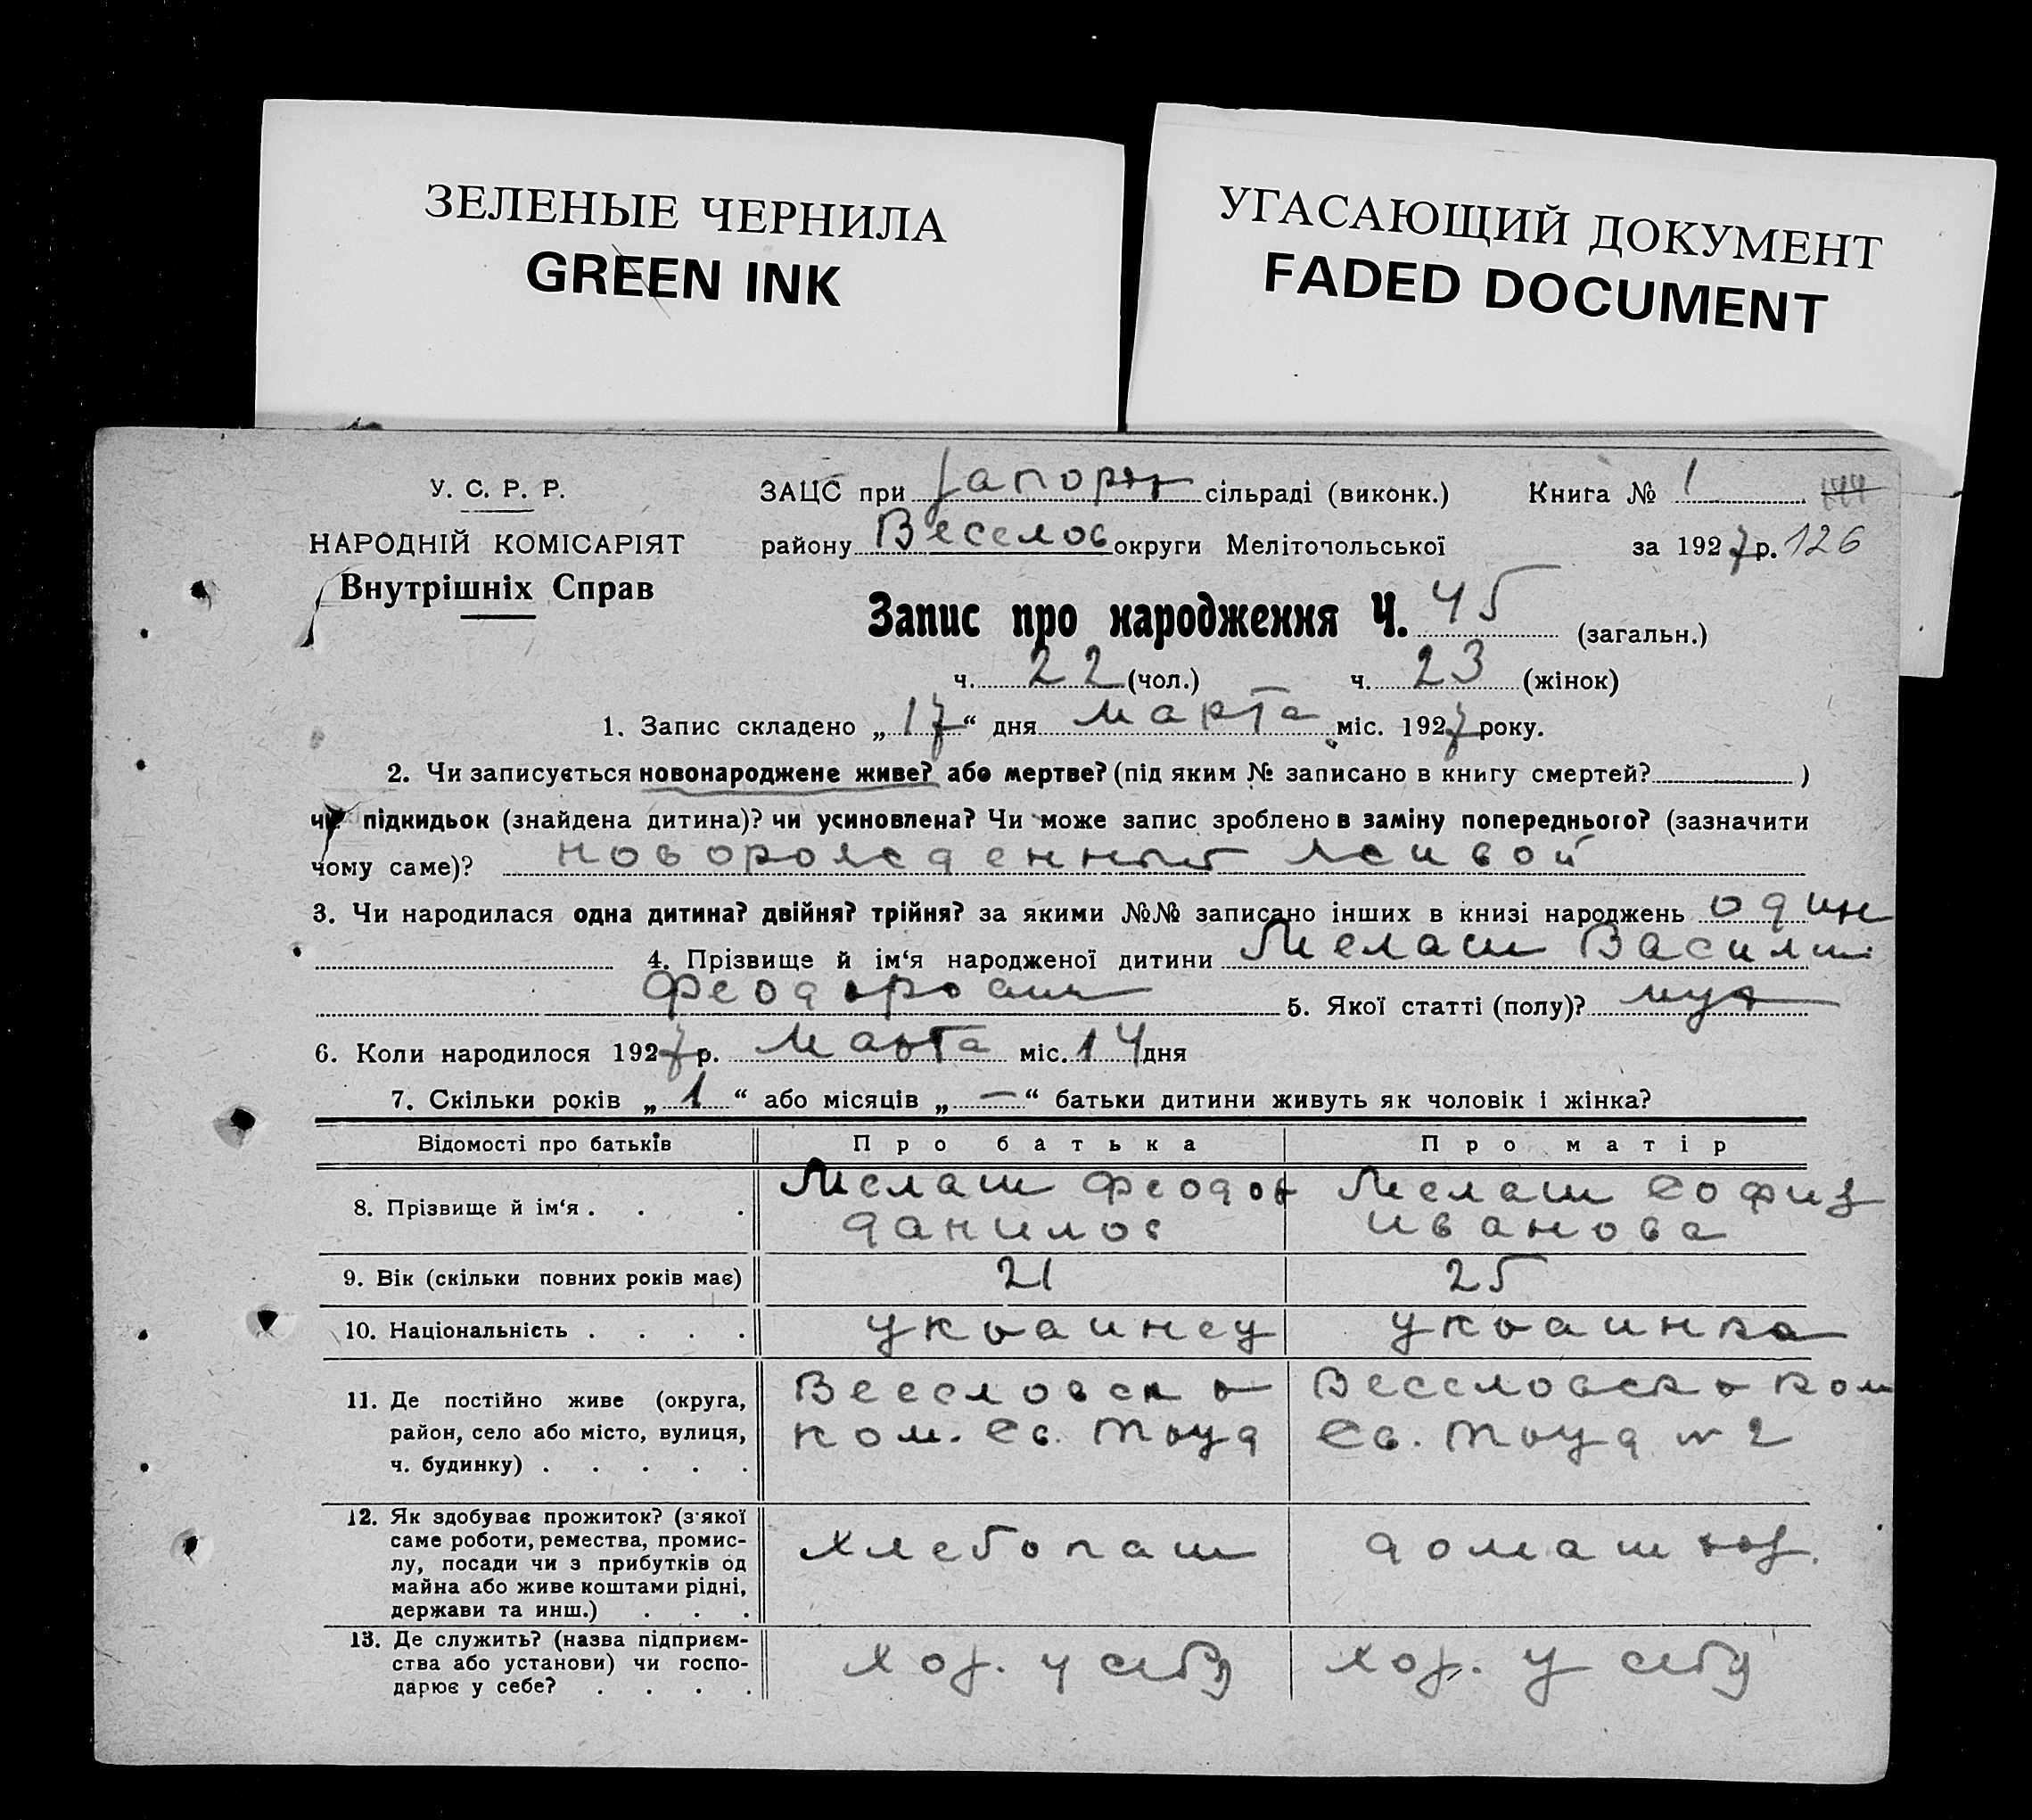 ЗЕЛЕНЫЕ ЧЕРНИЛА
GREEN INK
УГАСАЮЩИЙ ДОКУМЕНТ
FADED DOCUMENT
У. С. Р. Р.
НАРОДНІЙ КОМІСАРІЯТ
Внутрішніх Справ
ЗАЦС при Запорож сільраді (виконк.) Книга № 1
району Веселов округи Мелітопольської за 1927 р. 126
Запис про народження Ч. 45 (загальн.)
ч. 22 (чол.) ч. 23 (жінок)
1. Запис складено „17“ дня Марта міс. 1927 року.
2. Чи записується новонароджене живе? або мертве? (під яким № записано в книгу смертей? )
чи підкидьок (знайдена дитина)? чи усиновлена? Чи може запис зроблено в заміну попереднього? (зазначити
чому саме)? новорожденный живой
3. Чи народилася одна дитина? двійня? трійня? за якими №№ записано інших в книзі народжень один
4. Прізвище й ім‘я народженої дитини Мелаш Василий
Феодорович 5. Якої статті (полу)? муж
6. Коли народилося 1927 р. Марта міс. 14 дня
7. Скільки років „1“ або місяців „—“ батьки дитини живуть як чоловік і жінка?
Відомості про батьків Про батька Про матір
8. Прізвище й ім‘я . . . Мелаш Феодор Мелаш София
данилов иванова
9. Вік (скільки повних років має) 21 25
10. Національність . . . . украинец украинка
11. Де постійно живе (округа, Веселовск р Веселовск р ком
район, село або місто, вулиця, ком. Св. Труд Св. Труд № 2
ч. будинку) . . . . .
12. Як здобуває прожиток? (з'якої
саме роботи, ремества, промис-
лу, посади чи з прибутків од хлебопаш домаш хоз.
майна або живе коштами рідні,
держави та инш.) . . .
13. Де служить? (назва підприєм-
ства або установи) чи госпо- хоз. у себя хоз. у себя
дарює у себе? . . . .